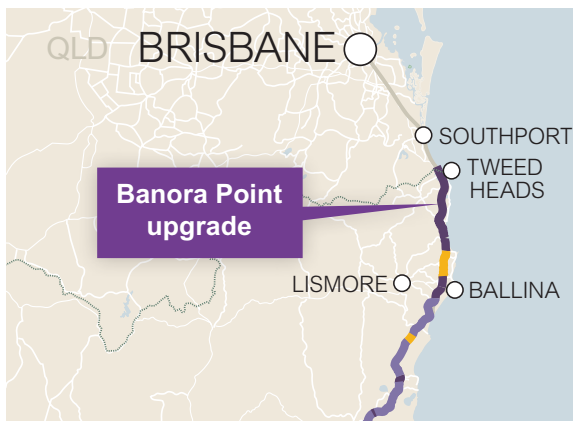 QLD
BRISBANE
SOUTHPORT
TWEED
HEADS
Banora Point
upgrade
LISMORE
BALLINA